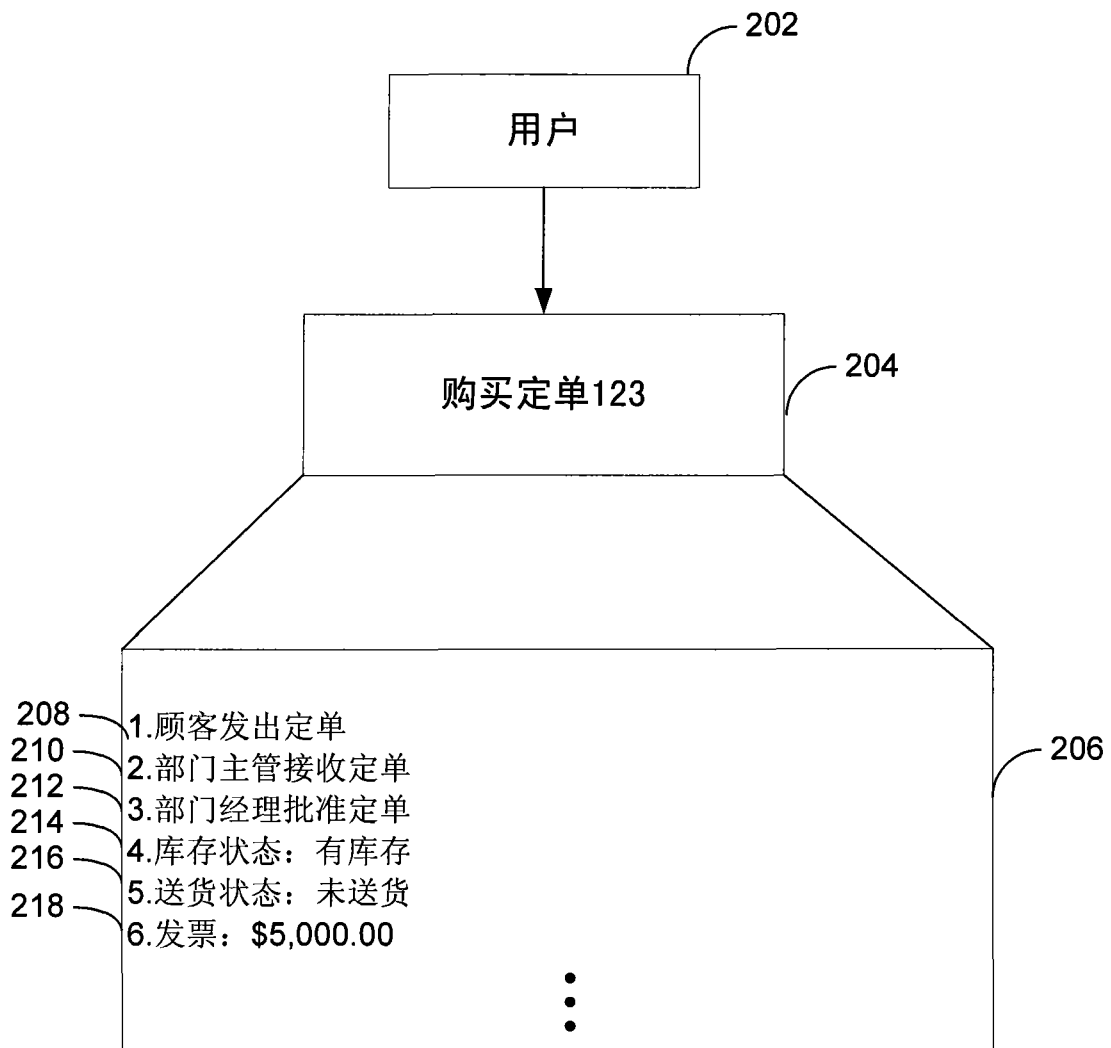 202
用户
204
购买定单123
206
208
1.顾客发出定单
210
2.部门主管接收定单
212
3.部门经理批准定单
214
4.库存状态：有库存
216
5.送货状态：未送货
218
6.发票：$5,000.00